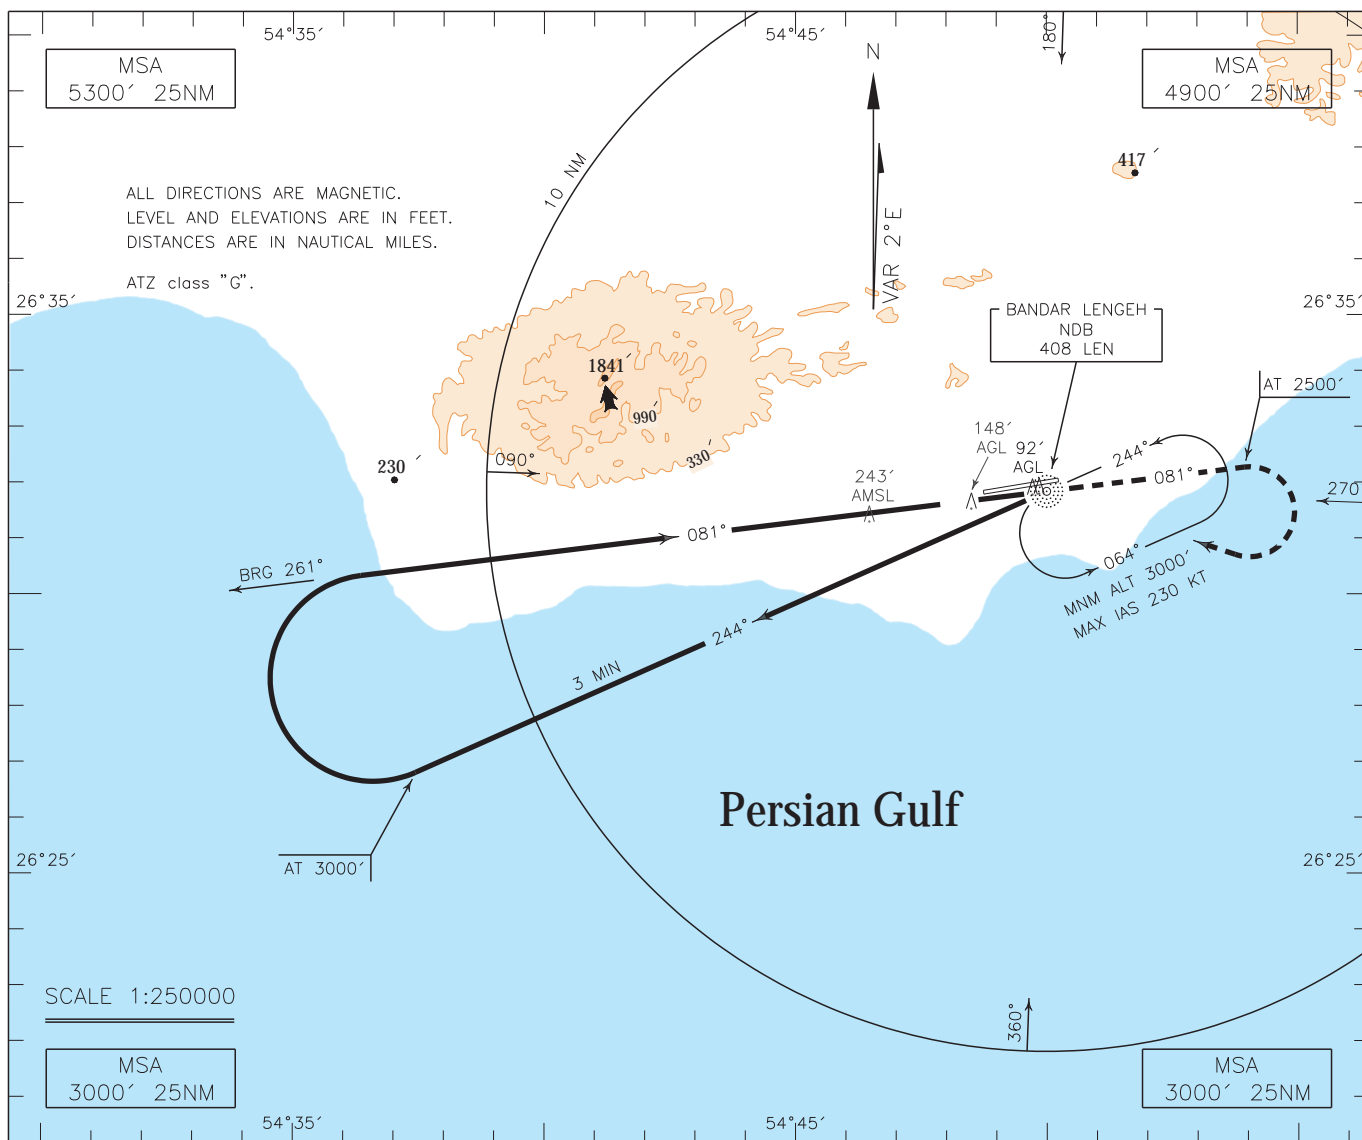 54°35′
54°45′
180°
MSA
5300′ 25NM
N
MSA
4900′ 25NM
417′
10 NM
ALL DIRECTIONS ARE MAGNETIC.
LEVEL AND ELEVATIONS ARE IN FEET.
DISTANCES ARE IN NAUTICAL MILES.
VAR 2°E
ATZ class "G".
26°35′
26°35′
BANDAR LENGEH
NDB
408 LEN
1841′
AT 2500′
990′
148′
AGL
92′
AGL
244°
330′
090°
230′
243′
AMSL
081°
270°
081°
064°
BRG 261°
MNM ALT 3000′
MAX IAS 230 KT
244°
3 MIN
Persian Gulf
26°25′
AT 3000′
26°25′
SCALE 1:250000
360°
MSA
3000′ 25NM
MSA
3000′ 25NM
54°35′
54°45′